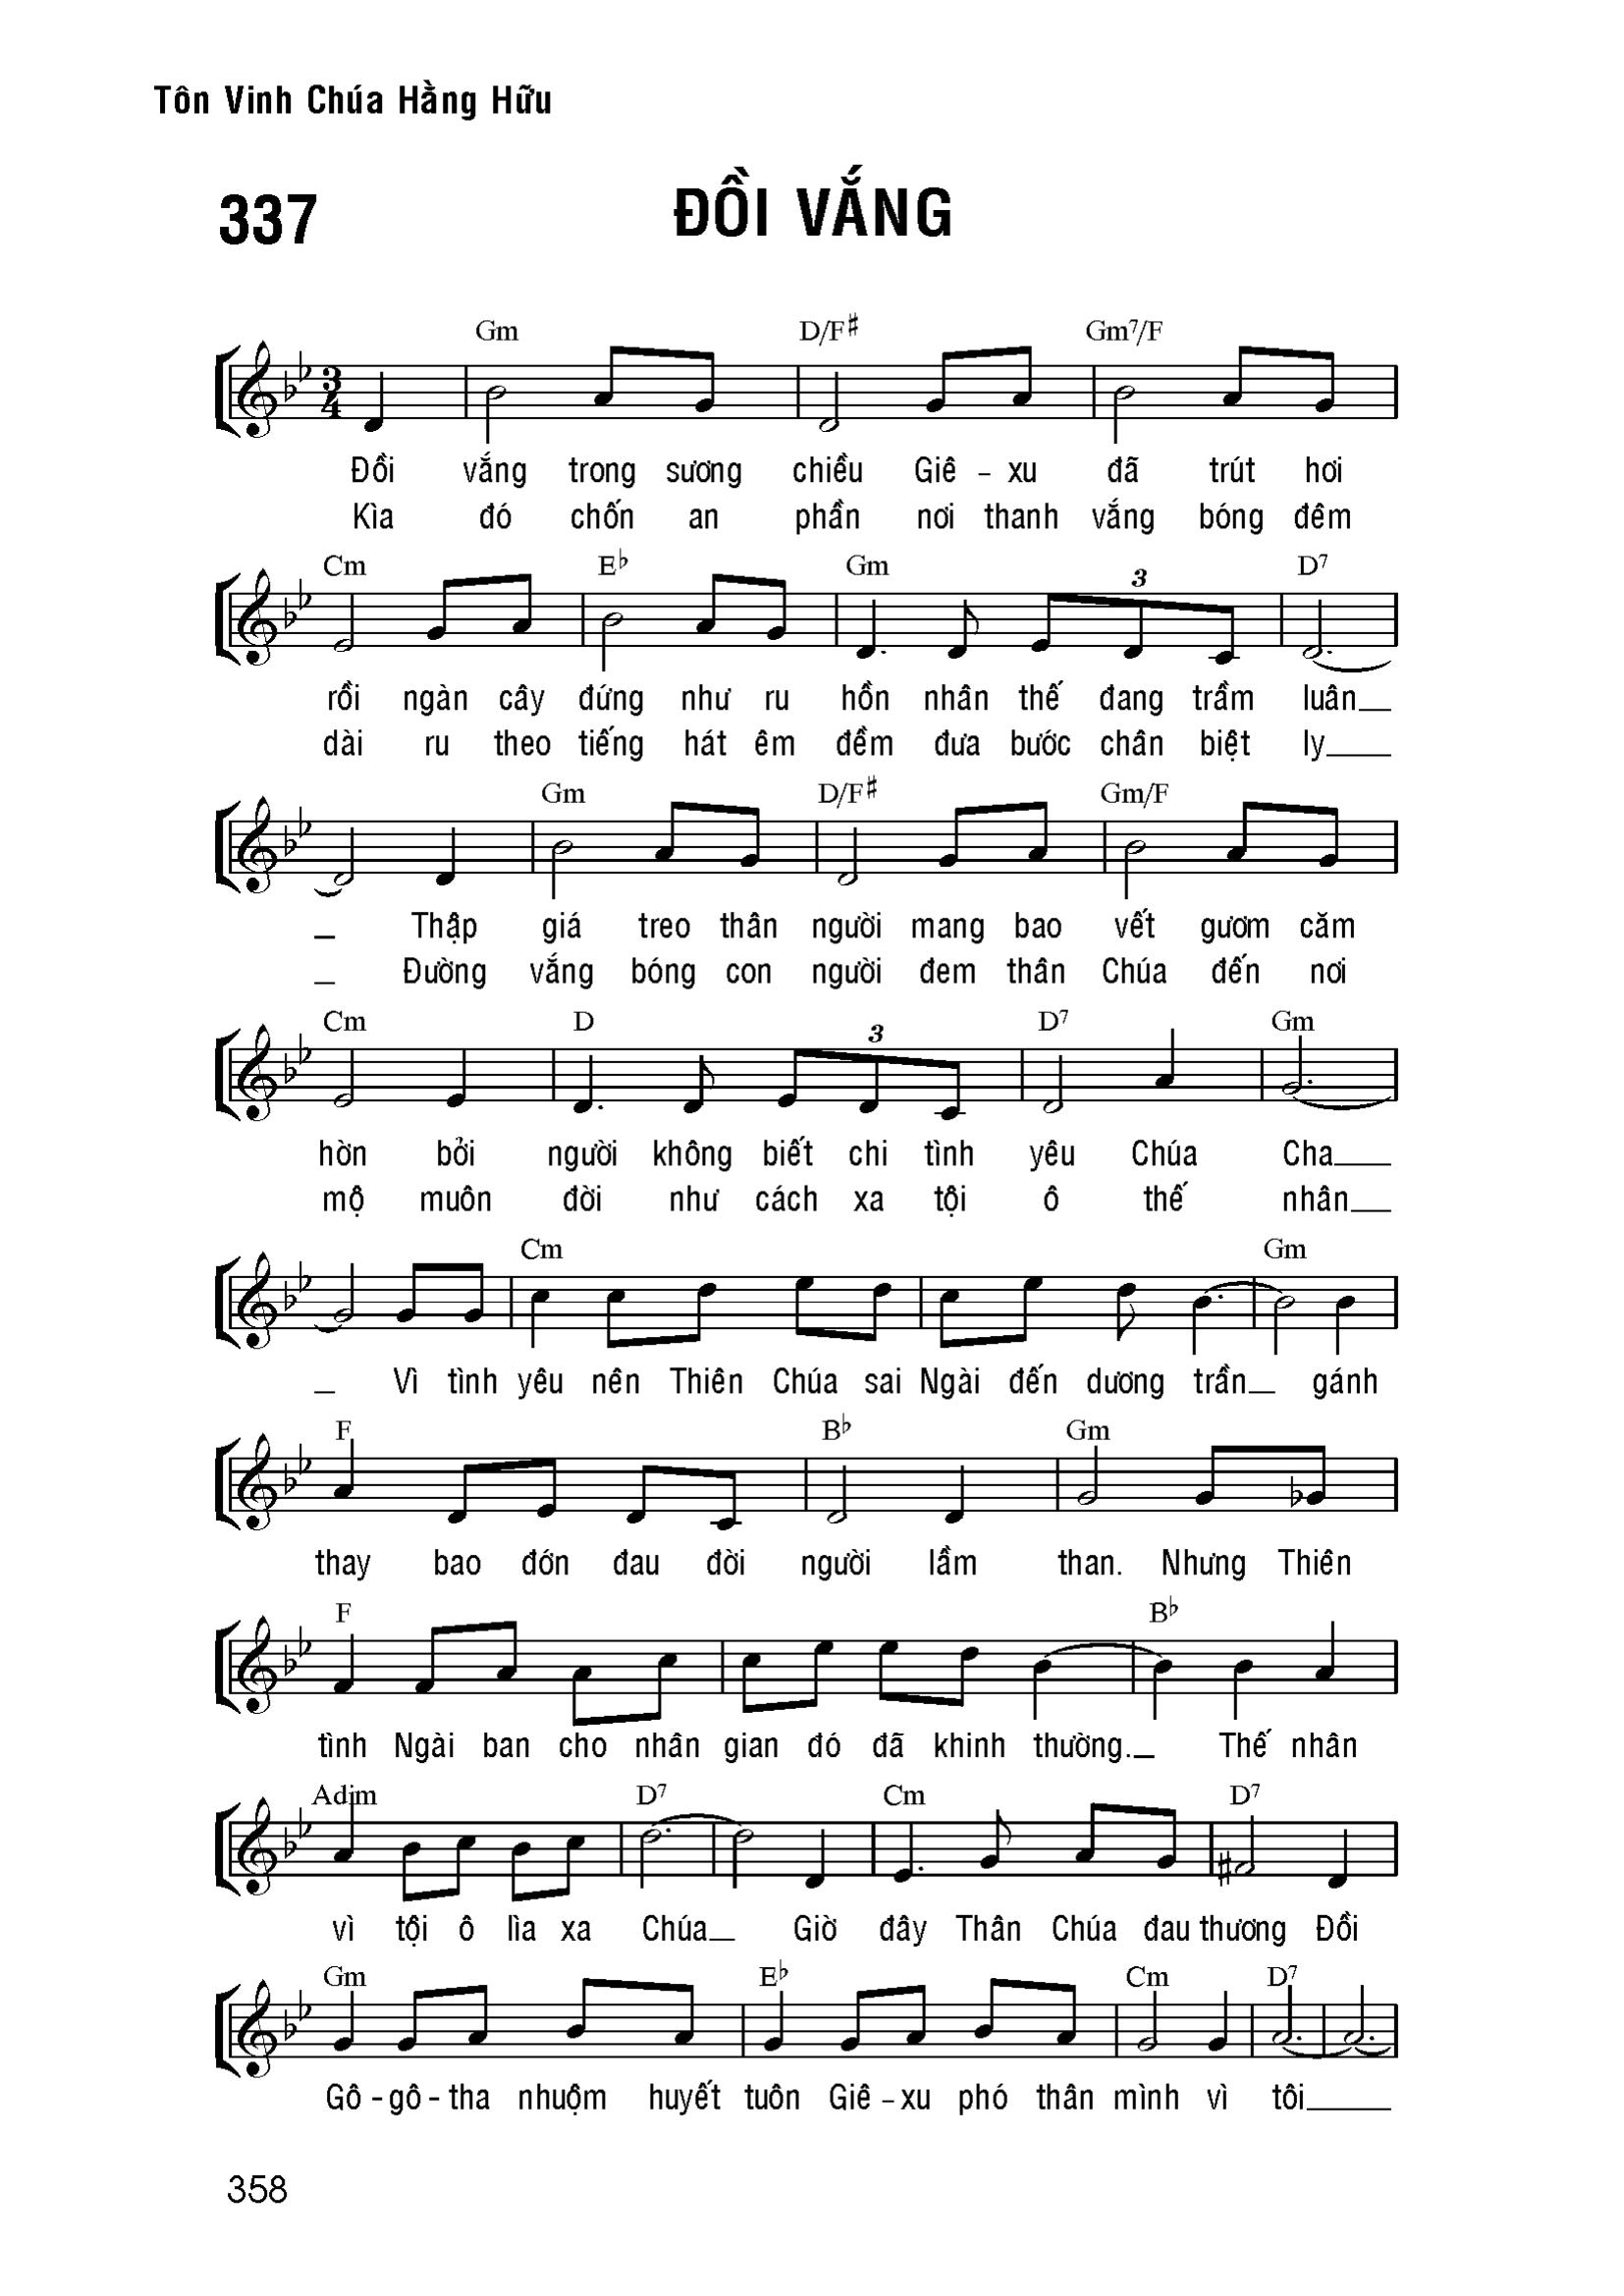 Tôn Vinh Chúa Hằng Hữu
337 ĐỒI VẮNG
Gm D/F♯ Gm7/F
3
4
Đồi vắng trong sương chiều Giê - xu đã trút hơi
Kìa đó chốn an phần nơi thanh vắng bóng đêm
Cm E♭ Gm 3 D7
rồi ngàn cây đứng như ru hồn nhân thế đang trầm luân
dài ru theo tiếng hát êm đềm đưa bước chân biệt ly
Gm D/F♯ Gm/F
Thập giá treo thân người mang bao vết gươm căm
Đường vắng bóng con người đem thân Chúa đến nơi
Cm D 3 D7 Gm
hờn bởi người không biết chi tình yêu Chúa Cha
mộ muôn đời như cách xa tội ô thế nhân
Cm Gm
Vì tình yêu nên Thiên Chúa sai Ngài đến dương trần gánh
F B♭ Gm
thay bao đớn đau đời người lầm than. Nhưng Thiên
F B♭
tình Ngài ban cho nhân gian đó đã khinh thường. Thế nhân
Adim D7 Cm D7
vì tội ô lìa xa Chúa Giờ đây Thân Chúa đau thương Đồi
Gm E♭ Cm D7
Gô - gô - tha nhuộm huyết tuôn Giê - xu phó thân mình vì tôi
358